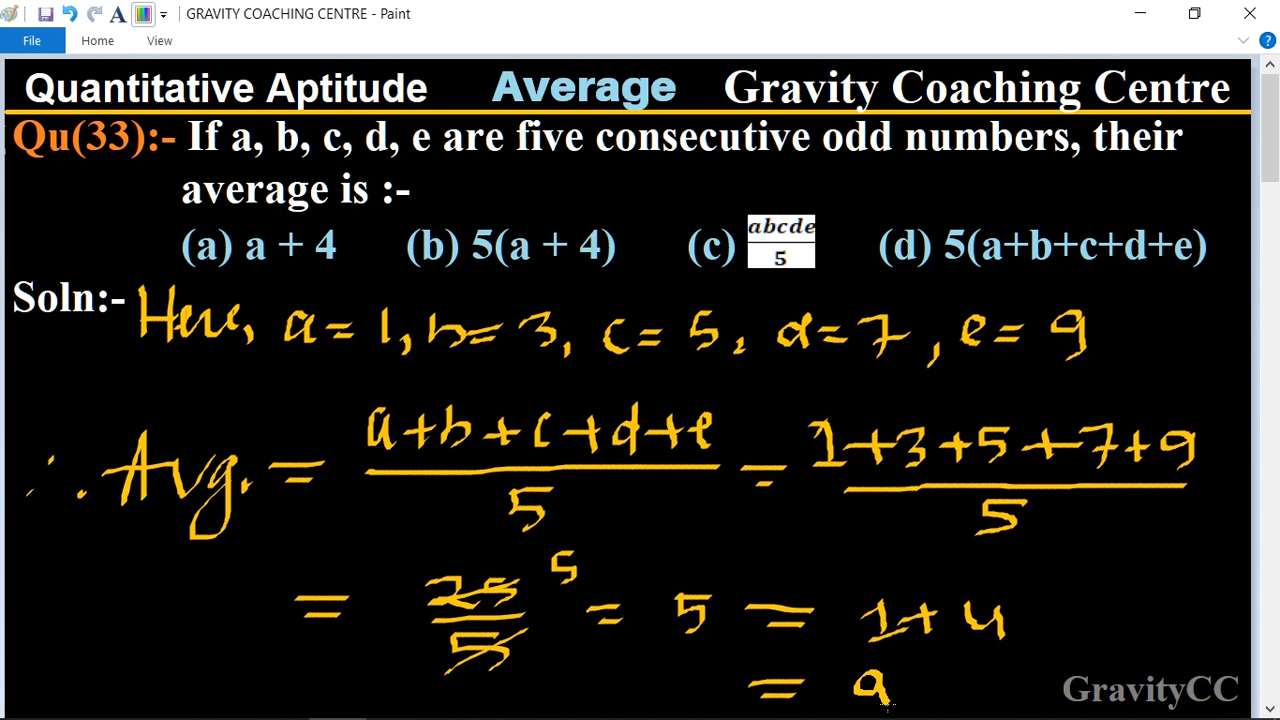 GRAVITY COACHING CENTRE - Paint
File Home View
Quantitative Aptitude Average Gravity Coaching Centre
Qu(33):- If a, b, c, d, e are five consecutive odd numbers, their
average is :-
(a) a + 4 (b) 5(a + 4) (c) abcde/5 (d) 5(a+b+c+d+e)
Soln:- Here, a = 1, b = 3, c = 5, d = 7, e = 9
∴ Avg. = a+b+c+d+e/5 = 1+3+5+7+9/5
= 25/5 5 = 5 = 1+4
= a
GravityCC